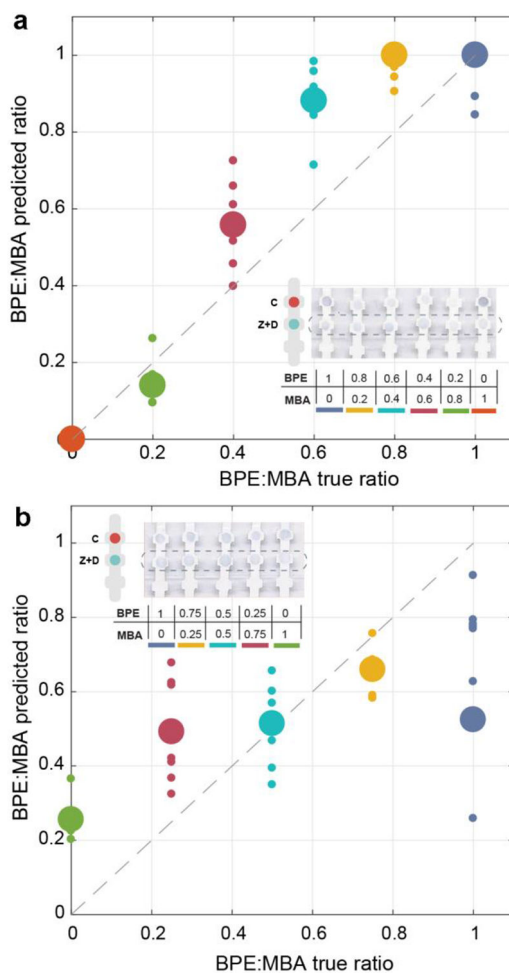 a
1
0.8
0.6
0.4
0.2
0
BPE:MBA predicted ratio
C
Z+D
BPE 1 0.8 0.6 0.4 0.2 0
MBA 0 0.2 0.4 0.6 0.8 1
0 0.2 0.4 0.6 0.8 1
BPE:MBA true ratio
b
1
0.8
0.6
0.4
0.2
0
BPE:MBA predicted ratio
C
Z+D
BPE 1 0.75 0.5 0.25 0
MBA 0 0.25 0.5 0.75 1
0 0.2 0.4 0.6 0.8 1
BPE:MBA true ratio